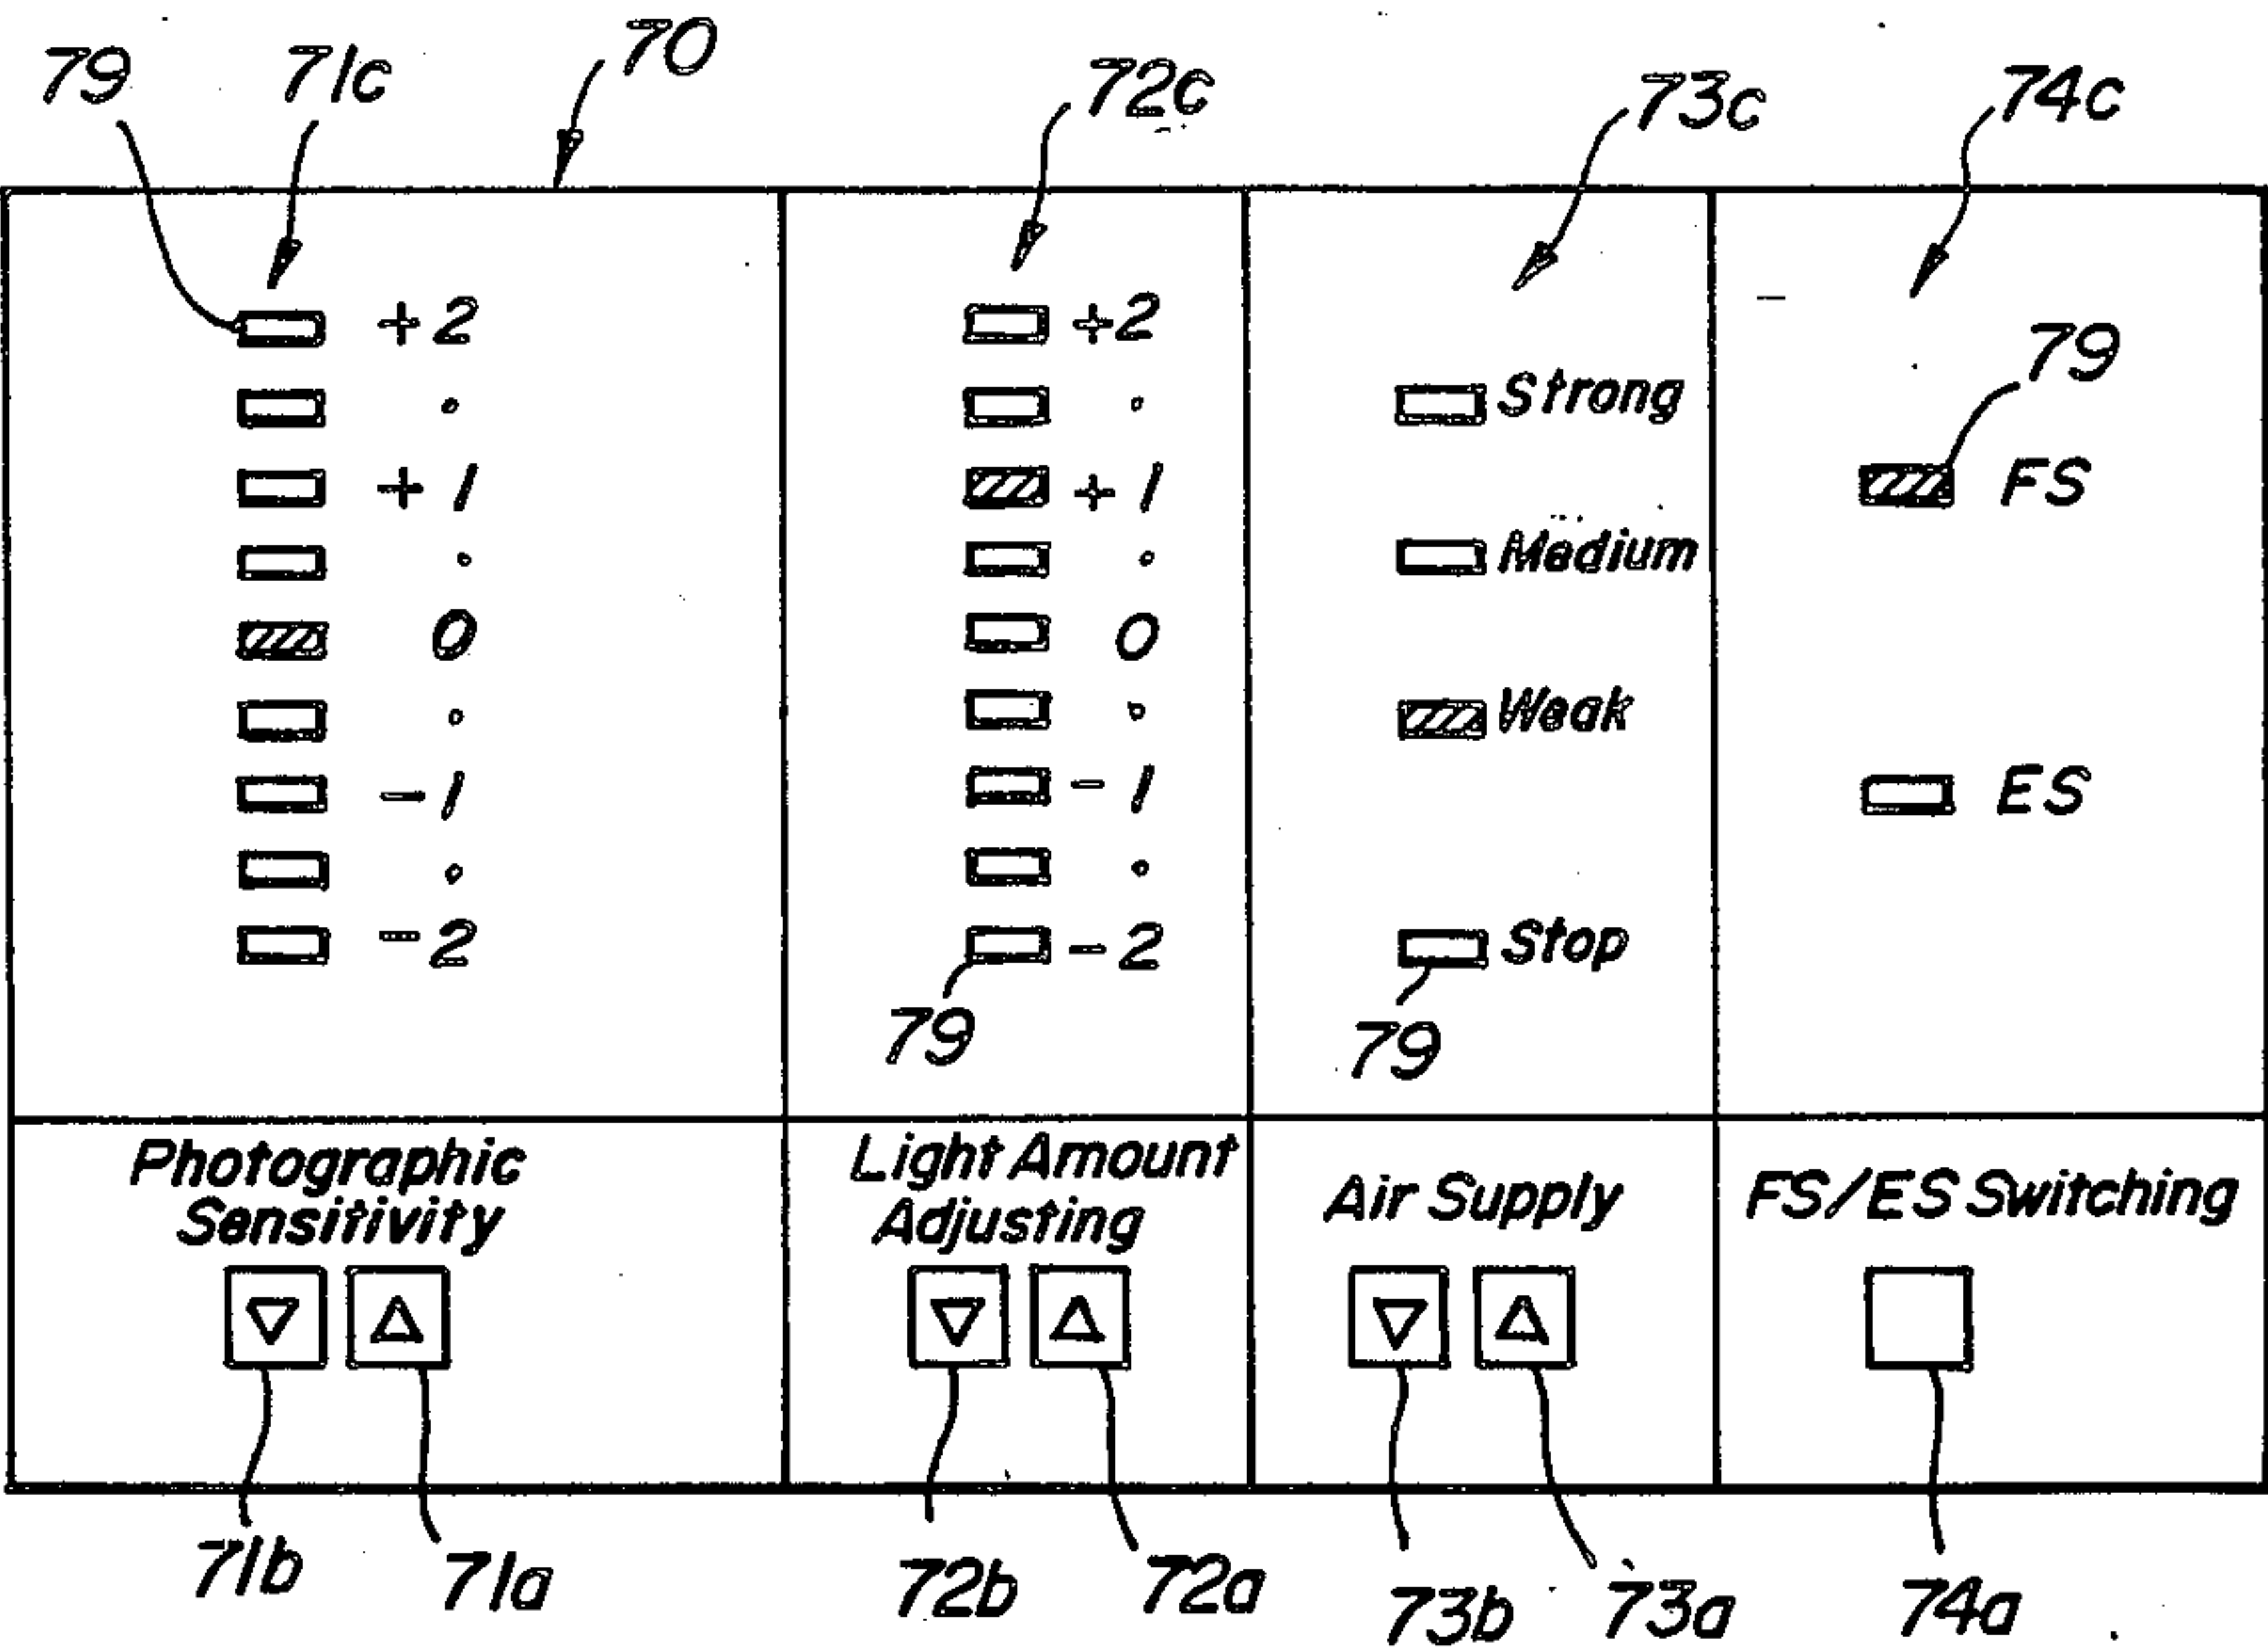 79 71c 70 72c 73c 74c
+2 +2
Strong 79
+1 +1 FS
Medium
0 0
Weak
-1 -1 ES
-2 -2 Stop
79 79
Photographic Sensitivity
Light Amount Adjusting
Air Supply
FS/ES Switching
71b 71a 72b 72a 73b 73a 74a